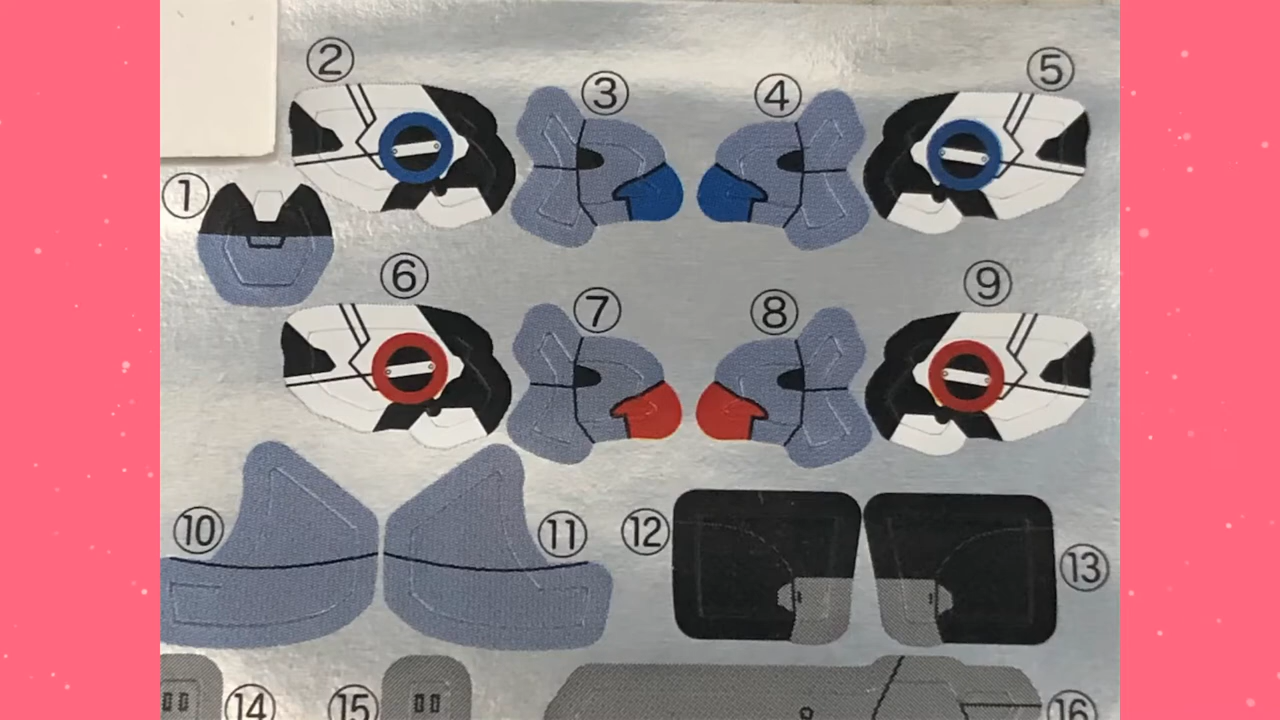 ② ③ ④ ⑤
①
⑥ ⑦ ⑧ ⑨
⑩ ⑪ ⑫ ⑬
⑭ ⑮ ⑯